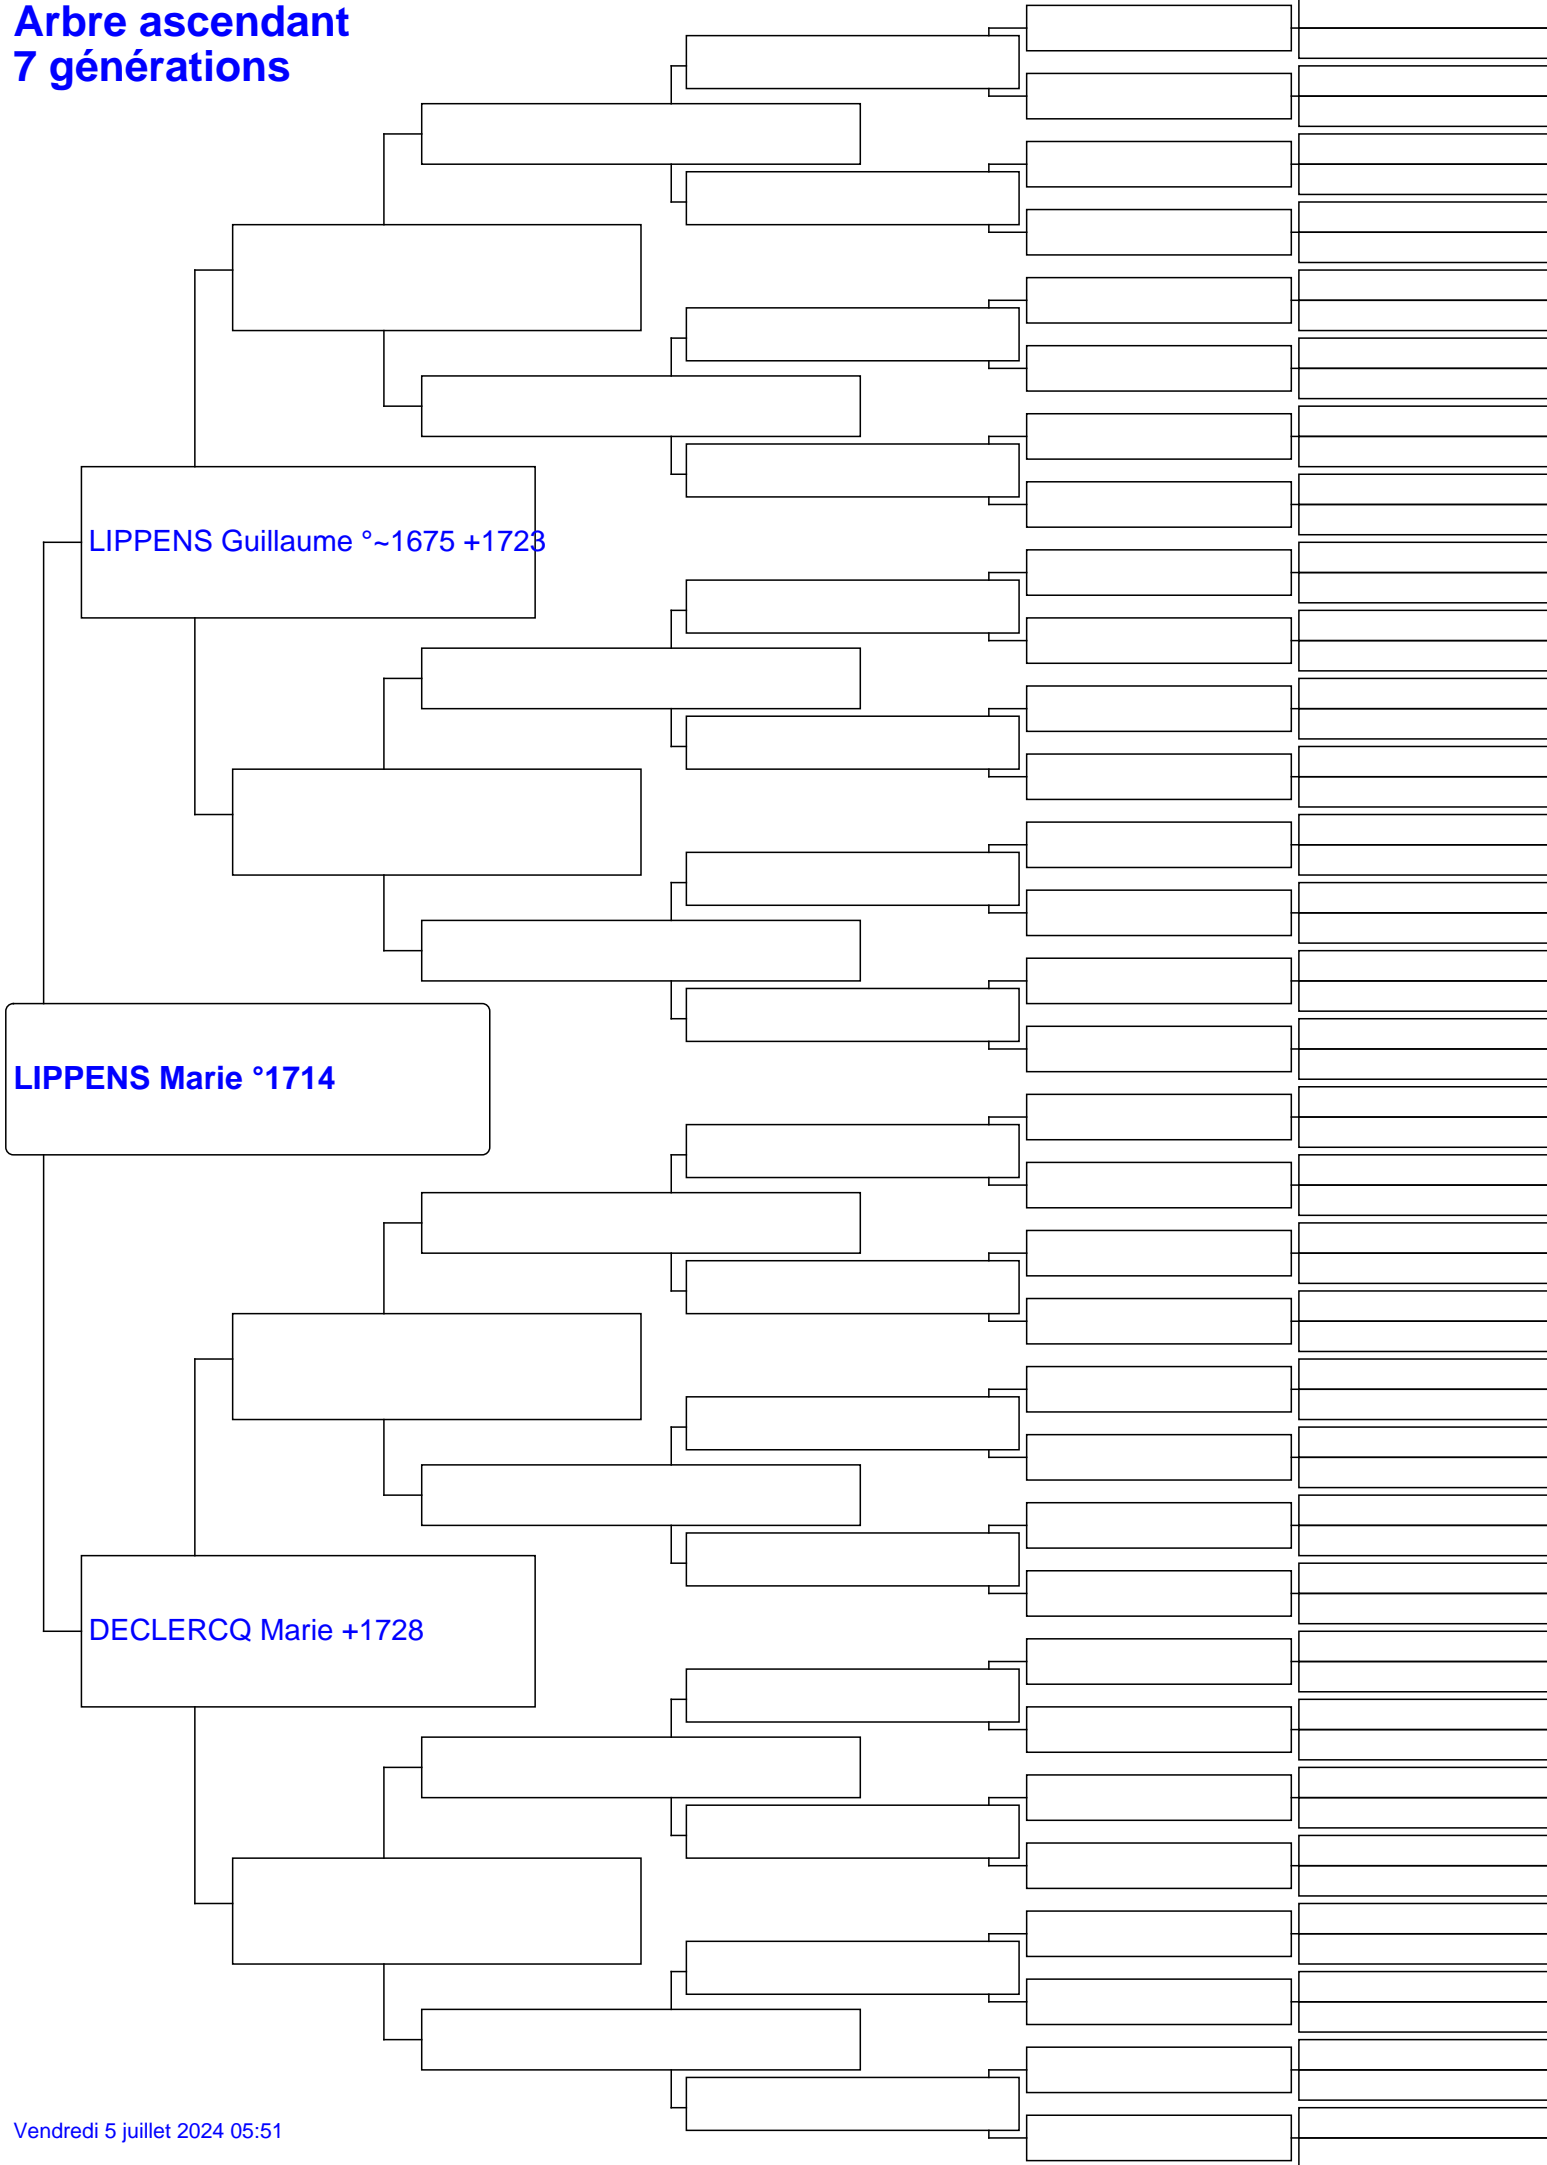 Arbre ascendant
7 générations
LIPPENS Guillaume °~1675 +1723
LIPPENS Marie °1714
DECLERCQ Marie +1728
Vendredi 5 juillet 2024 05:51